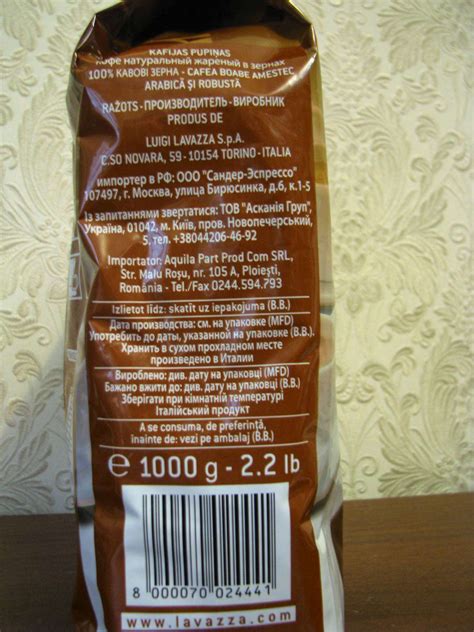 KAFIJAS PUPIŅAS
кофе натуральный жареный в зернах
100% КАВОВІ ЗЕРНА - CAFEA BOABE AMESTEC
ARABICĂ ŞI ROBUSTĂ
RAŽOTS - ПРОИЗВОДИТЕЛЬ - ВИРОБНИК
PRODUS DE
LUIGI LAVAZZA S.p.A.
C.SO NOVARA, 59 - 10154 TORINO - ITALIA
импортер в РФ: ООО "Сандер-Эспрессо"
107497, г. Москва, улица Бирюсинка, д.6, к.1-5
Із запитаннями звертатися: ТОВ "Асканія Груп",
Україна, 01042, м. Київ, пров. Новопечерський,
5, тел. +38044206-46-92
Importator: Aquila Part Prod Com SRL,
Str. Malu Roşu, nr. 105 A, Ploieşti,
România - Tel./Fax 0244.594.793
Izlietot līdz: skatīt uz iepakojuma (B.B.)
Дата производства: см. на упаковке (MFD)
Употребить до даты, указанной на упаковке (B.B.).
Хранить в сухом прохладном месте
произведено в Италии
Вироблено: див. дату на упаковці (MFD)
Бажано вжити до: див. дату на упаковці (B.B.)
Зберігати при кімнатній температурі
Італійський продукт
A se consuma, de preferinţă,
înainte de: vezi pe ambalaj (B.B.)
℮ 1000 g - 2.2 lb
8 000070 024441
www.lavazza.com